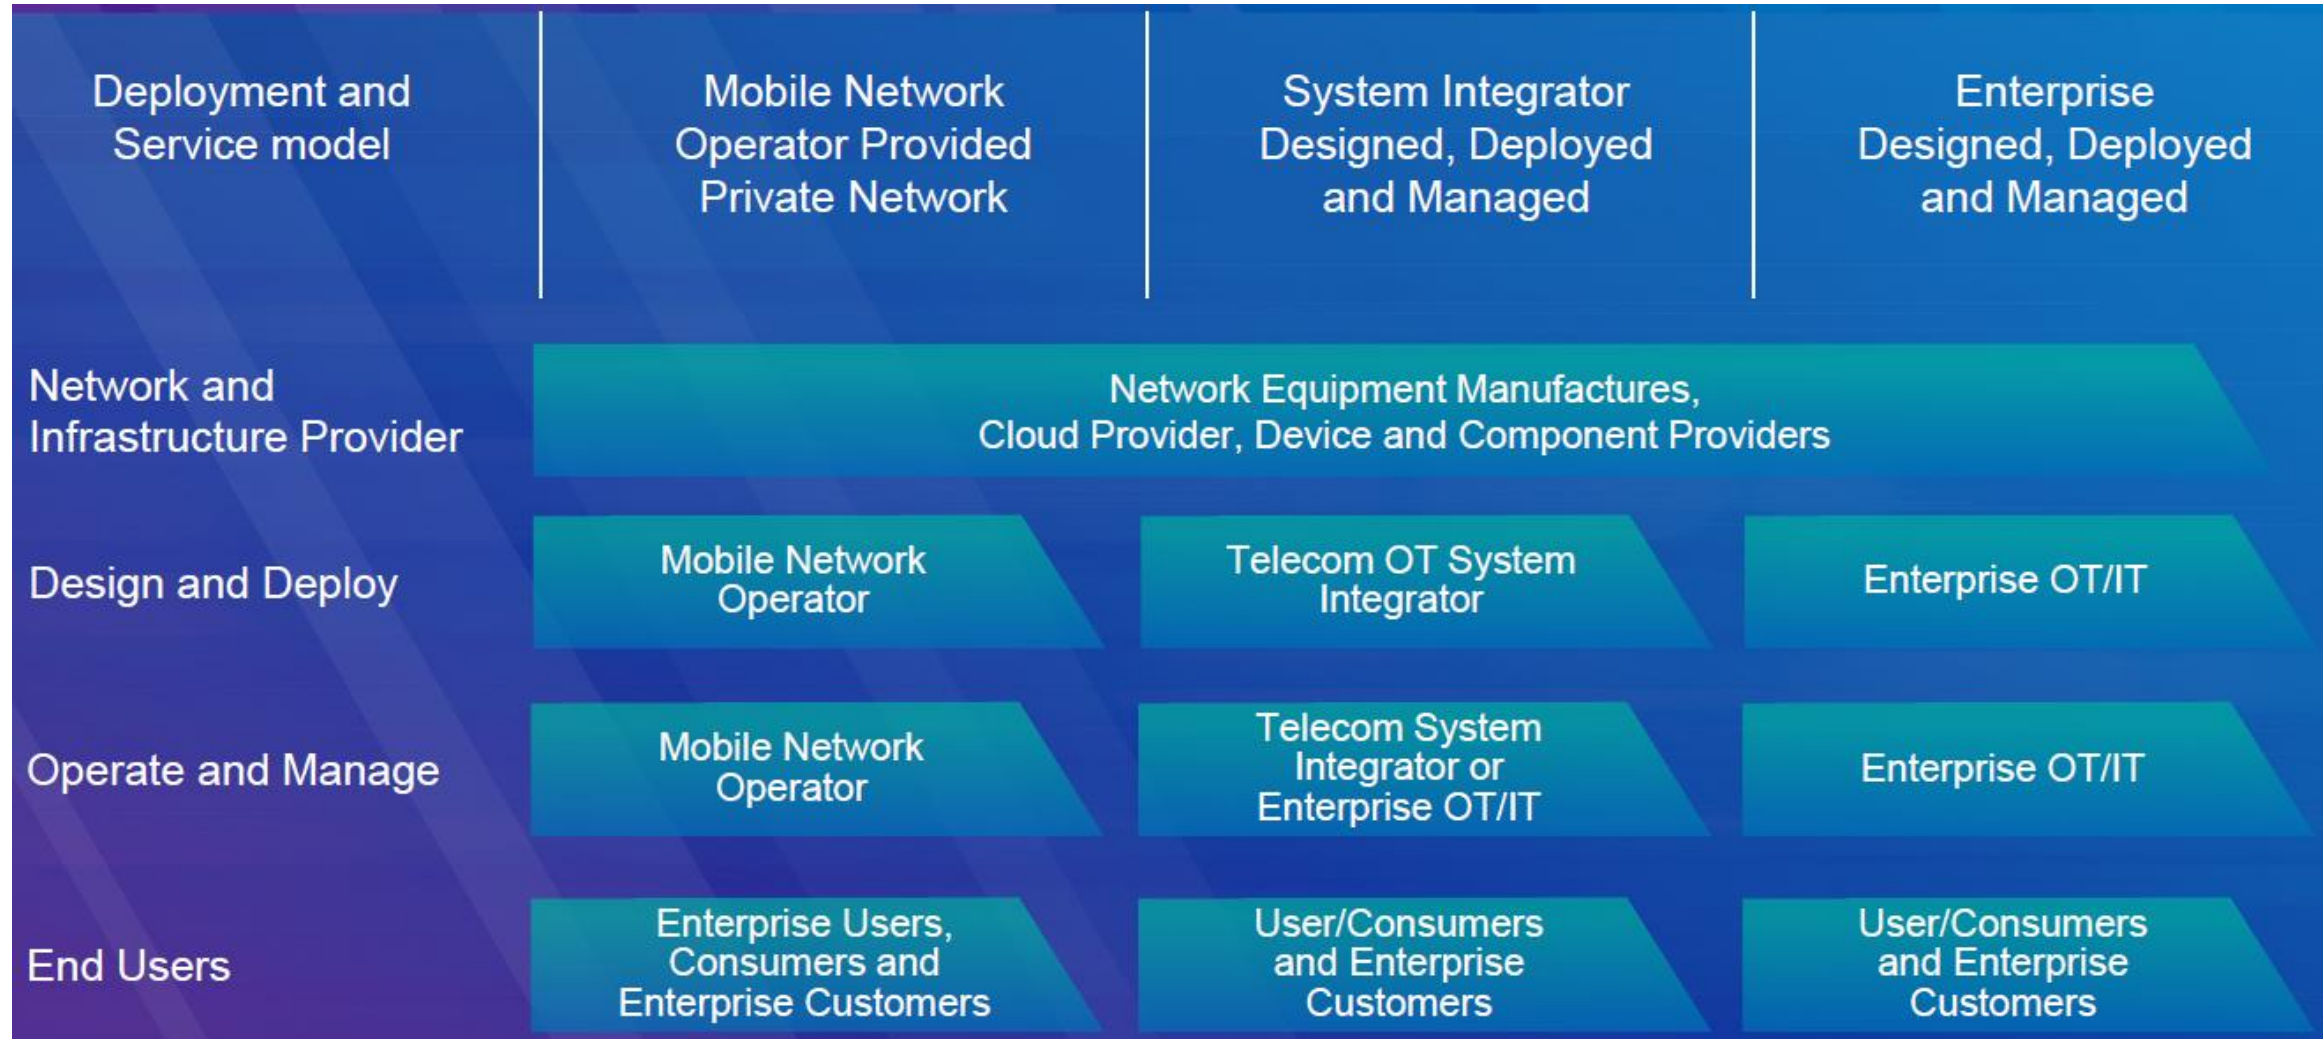 Deployment and
Service model
Mobile Network
Operator Provided
Private Network
System Integrator
Designed, Deployed
and Managed
Enterprise
Designed, Deployed
and Managed
Network and
Infrastructure Provider
Network Equipment Manufactures,
Cloud Provider, Device and Component Providers
Design and Deploy
Mobile Network
Operator
Telecom OT System
Integrator
Enterprise OT/IT
Operate and Manage
Mobile Network
Operator
Telecom System
Integrator or
Enterprise OT/IT
Enterprise OT/IT
End Users
Enterprise Users,
Consumers and
Enterprise Customers
User/Consumers
and Enterprise
Customers
User/Consumers
and Enterprise
Customers